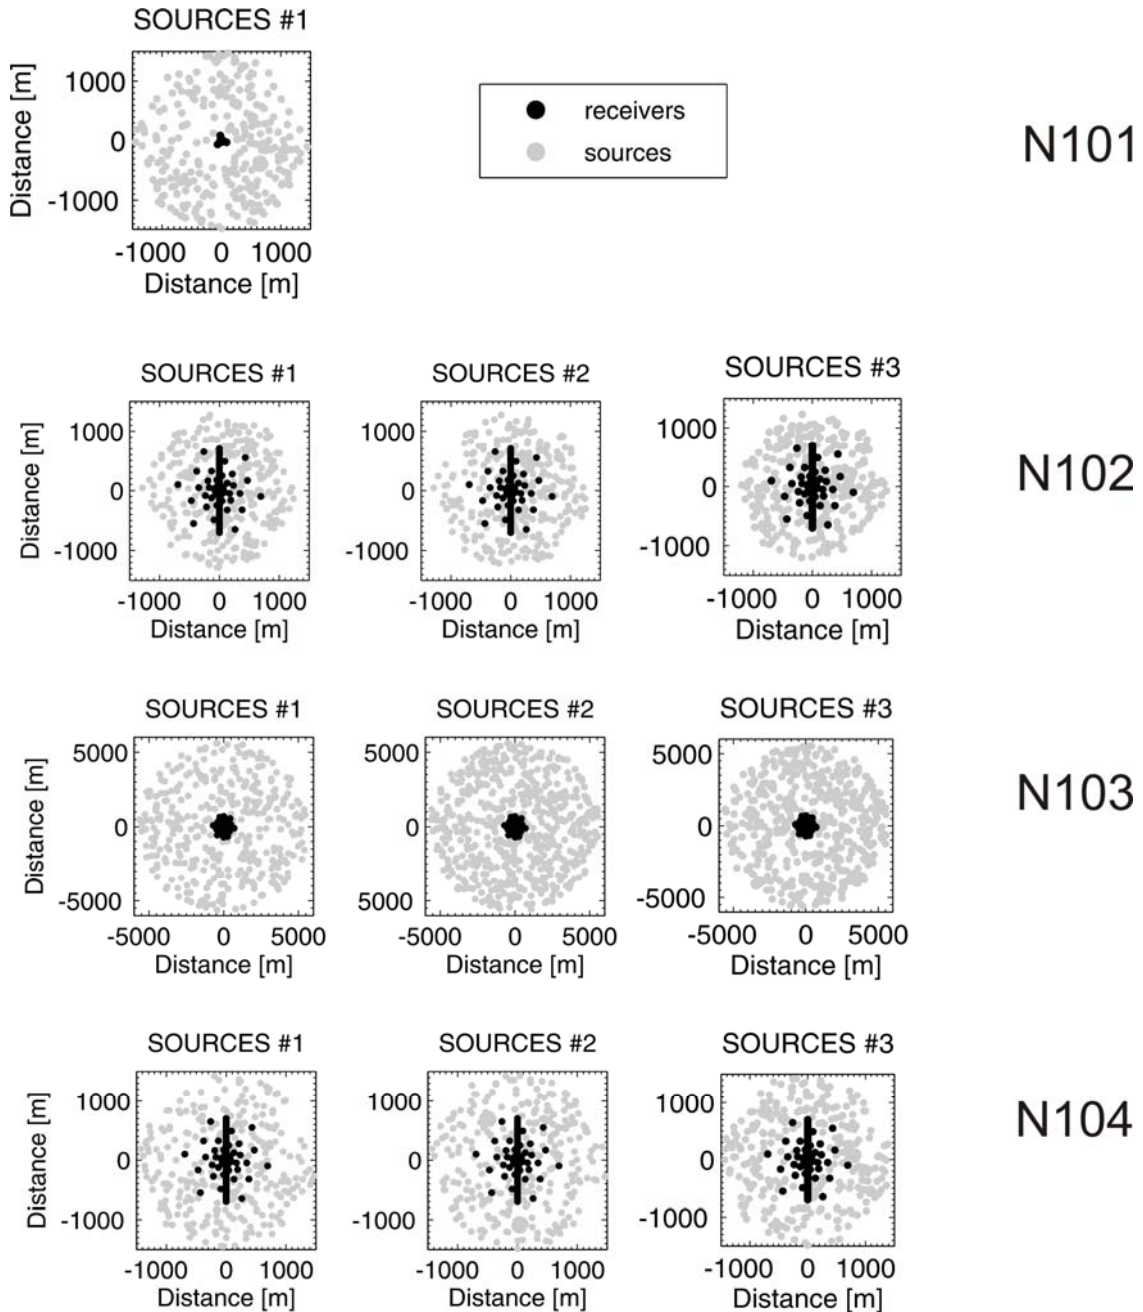 SOURCES #1
Distance [m]
1000
0
-1000
-1000 0 1000
Distance [m]
receivers
sources
N101
SOURCES #1
SOURCES #2
SOURCES #3
Distance [m]
1000
0
-1000
-1000 0 1000
Distance [m]
1000
0
-1000
-1000 0 1000
Distance [m]
1000
0
-1000
-1000 0 1000
Distance [m]
N102
SOURCES #1
SOURCES #2
SOURCES #3
Distance [m]
5000
0
-5000
-5000 0 5000
Distance [m]
5000
0
-5000
-5000 0 5000
Distance [m]
5000
0
-5000
-5000 0 5000
Distance [m]
N103
SOURCES #1
SOURCES #2
SOURCES #3
Distance [m]
1000
0
-1000
-1000 0 1000
Distance [m]
1000
0
-1000
-1000 0 1000
Distance [m]
1000
0
-1000
-1000 0 1000
Distance [m]
N104